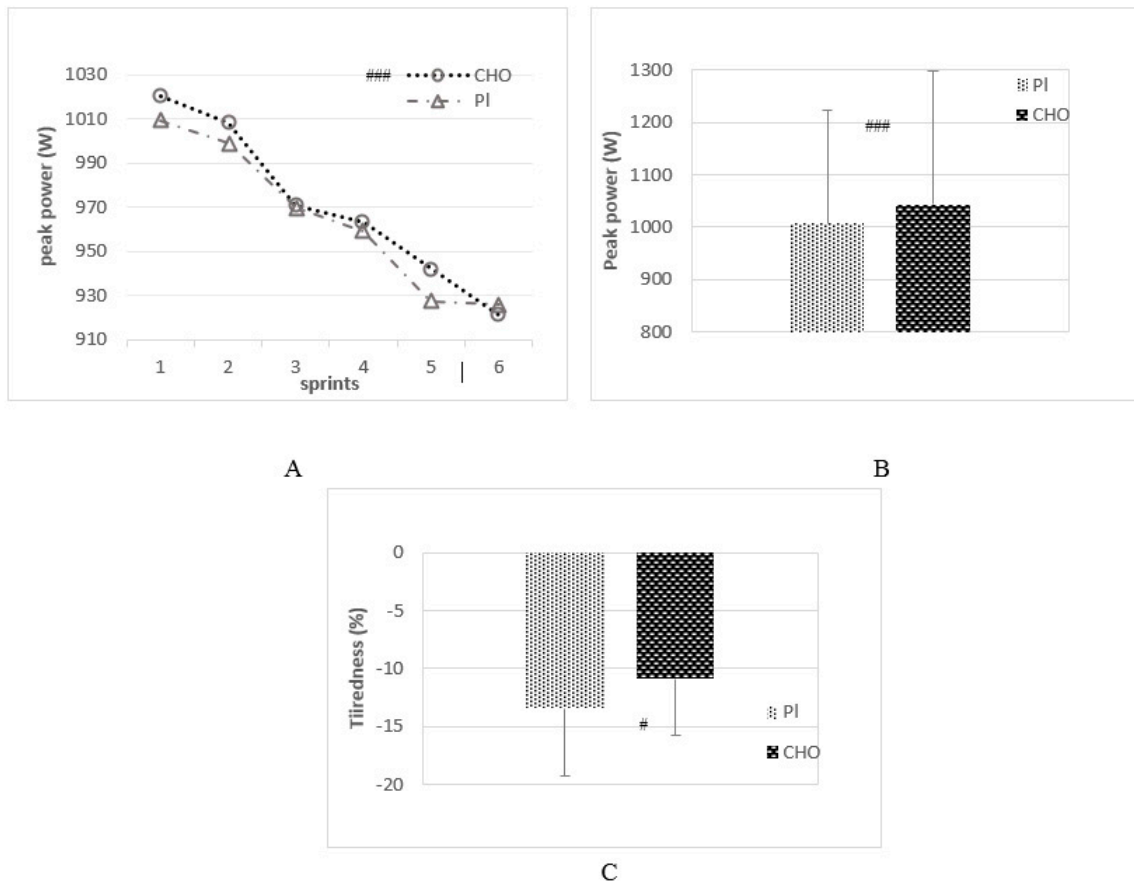 peak power (W)
1030
1010
990
970
950
930
910
### CHO
Pl
1 2 3 4 5 | 6
sprints
A
Peak power (W)
1300
1200
1100
1000
900
800
Pl
CHO
###
B
Tiiredness (%)
0
-5
-10
-15
-20
#
Pl
CHO
C